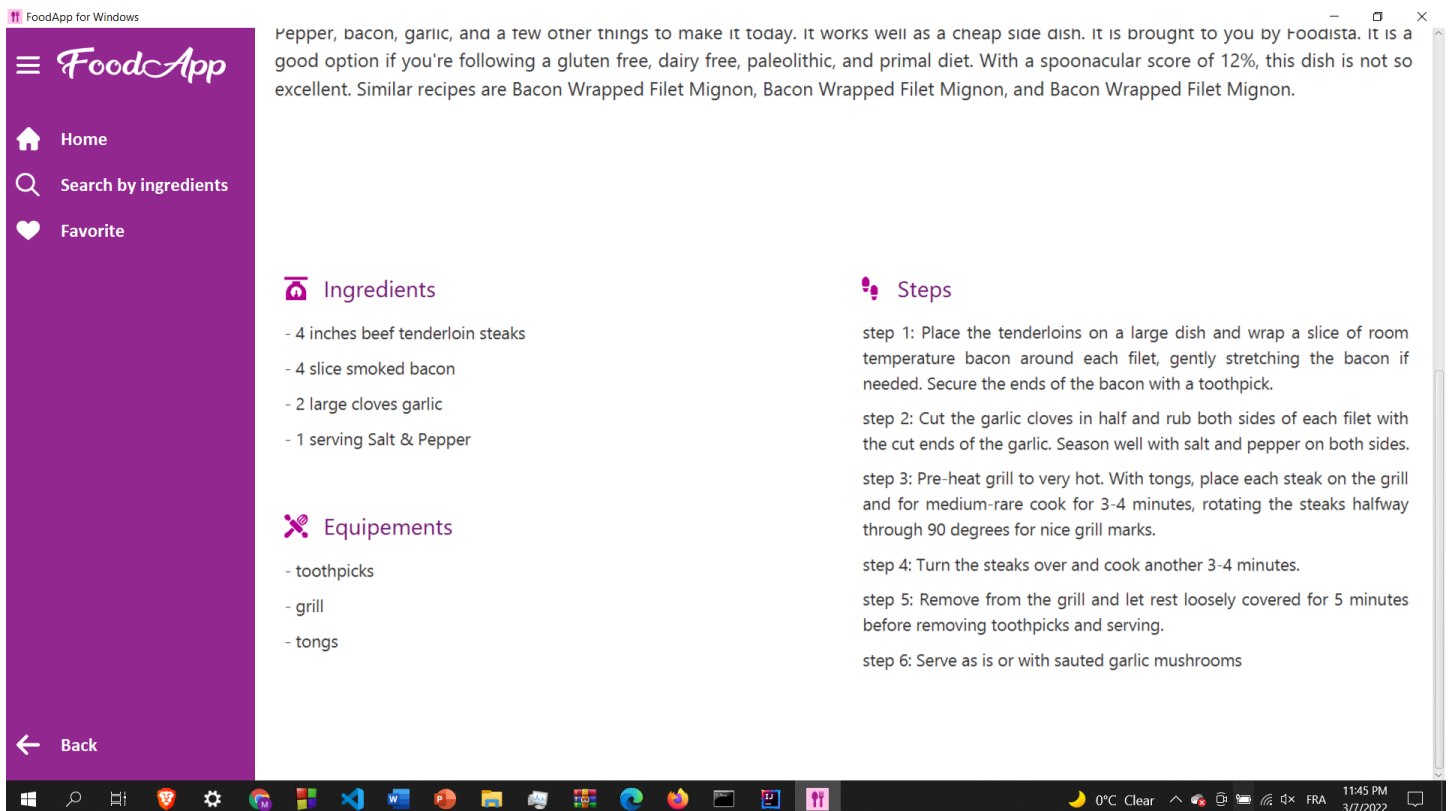 FoodApp for Windows
FoodApp
Home
Search by ingredients
Favorite
Back
Pepper, bacon, garlic, and a few other things to make it today. It works well as a cheap side dish. It is brought to you by Foodista. It is a
good option if you're following a gluten free, dairy free, paleolithic, and primal diet. With a spoonacular score of 12%, this dish is not so
excellent. Similar recipes are Bacon Wrapped Filet Mignon, Bacon Wrapped Filet Mignon, and Bacon Wrapped Filet Mignon.
Ingredients
- 4 inches beef tenderloin steaks
- 4 slice smoked bacon
- 2 large cloves garlic
- 1 serving Salt & Pepper
Equipements
- toothpicks
- grill
- tongs
Steps
step 1: Place the tenderloins on a large dish and wrap a slice of room
temperature bacon around each filet, gently stretching the bacon if
needed. Secure the ends of the bacon with a toothpick.
step 2: Cut the garlic cloves in half and rub both sides of each filet with
the cut ends of the garlic. Season well with salt and pepper on both sides.
step 3: Pre-heat grill to very hot. With tongs, place each steak on the grill
and for medium-rare cook for 3-4 minutes, rotating the steaks halfway
through 90 degrees for nice grill marks.
step 4: Turn the steaks over and cook another 3-4 minutes.
step 5: Remove from the grill and let rest loosely covered for 5 minutes
before removing toothpicks and serving.
step 6: Serve as is or with sauted garlic mushrooms
0°C Clear
FRA
11:45 PM
3/7/2022